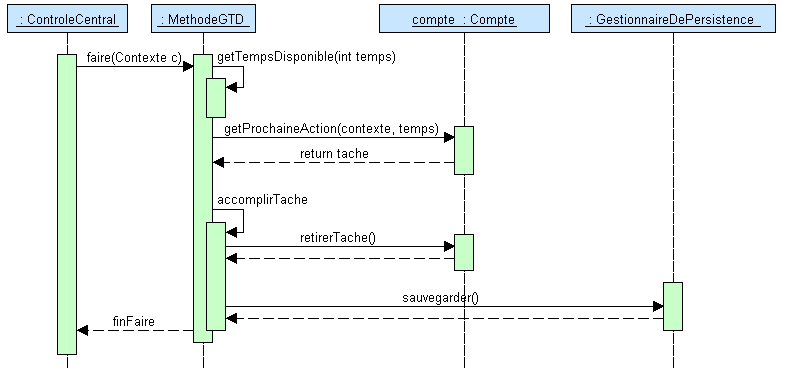 : ControleCentral
: MethodeGTD
compte : Compte
: GestionnaireDePersistence
faire(Contexte c)
getTempsDisponible(int temps)
getProchaineAction(contexte, temps)
return tache
accomplirTache
retirerTache()
sauvegarder()
finFaire